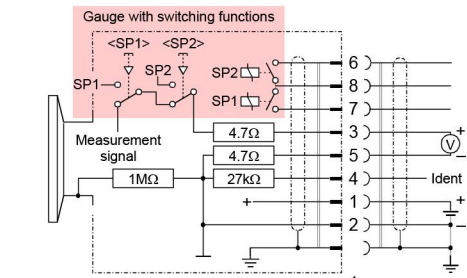 Gauge with switching functions
<SP1> <SP2>
SP1
SP2
SP2
SP1
Measurement
signal
4.7Ω
4.7Ω
1MΩ
27kΩ
+
6
8
7
3
5
4
1
2
+
V
−
Ident
+
−